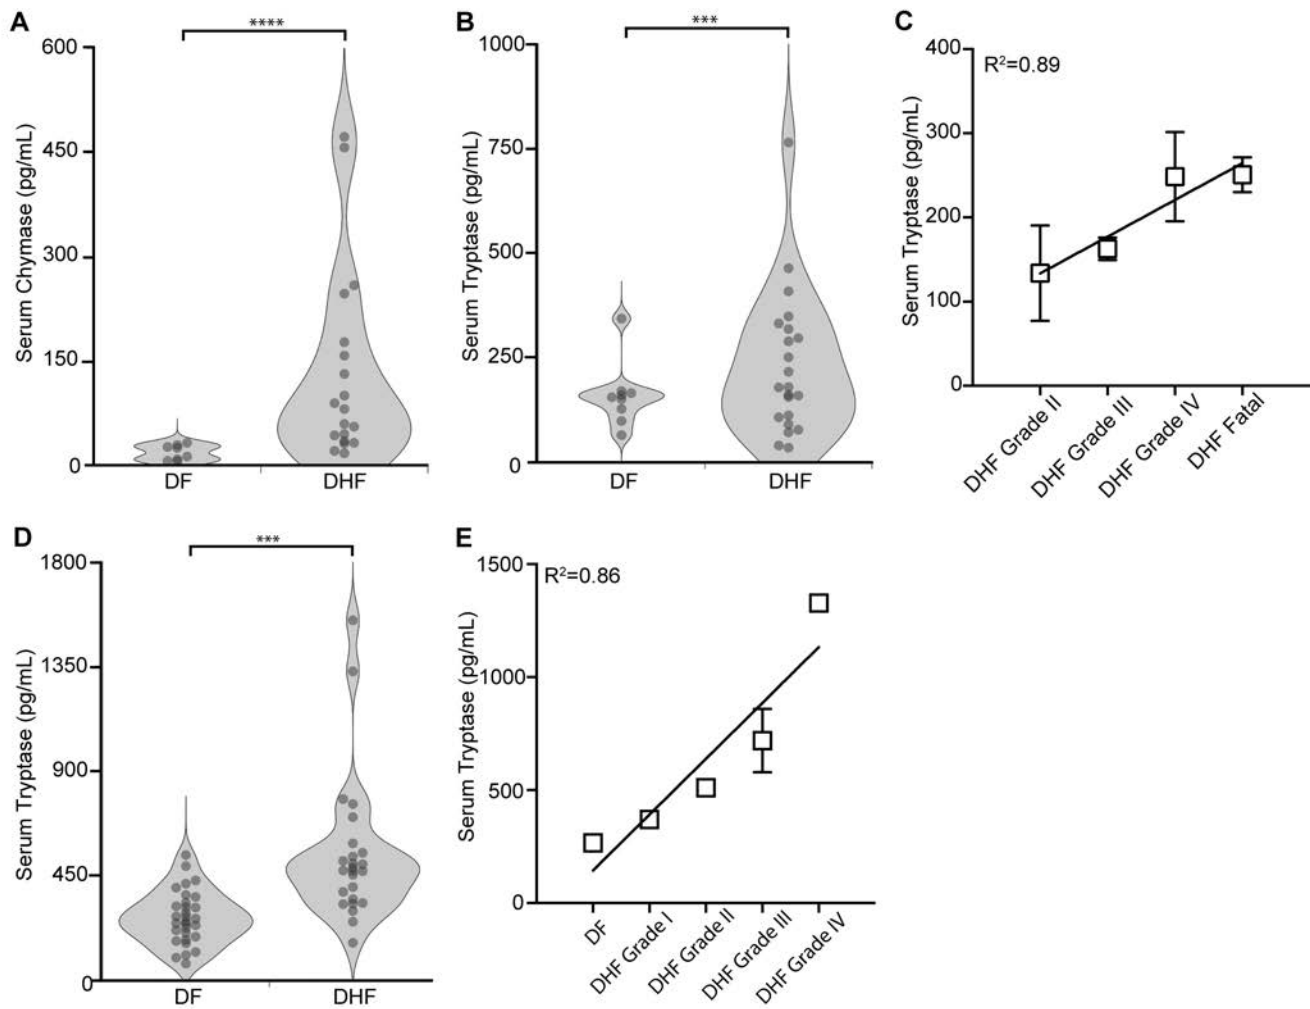 A
****
600
450
300
150
0
Serum Chymase (pg/mL)
DF
DHF
B
***
1000
750
500
250
0
Serum Tryptase (pg/mL)
DF
DHF
C
R²=0.89
400
300
200
100
0
Serum Tryptase (pg/mL)
DHF Grade II
DHF Grade III
DHF Grade IV
DHF Fatal
D
***
1800
1350
900
450
0
Serum Tryptase (pg/mL)
DF
DHF
E
R²=0.86
1500
1000
500
0
Serum Tryptase (pg/mL)
DF
DHF Grade I
DHF Grade II
DHF Grade III
DHF Grade IV